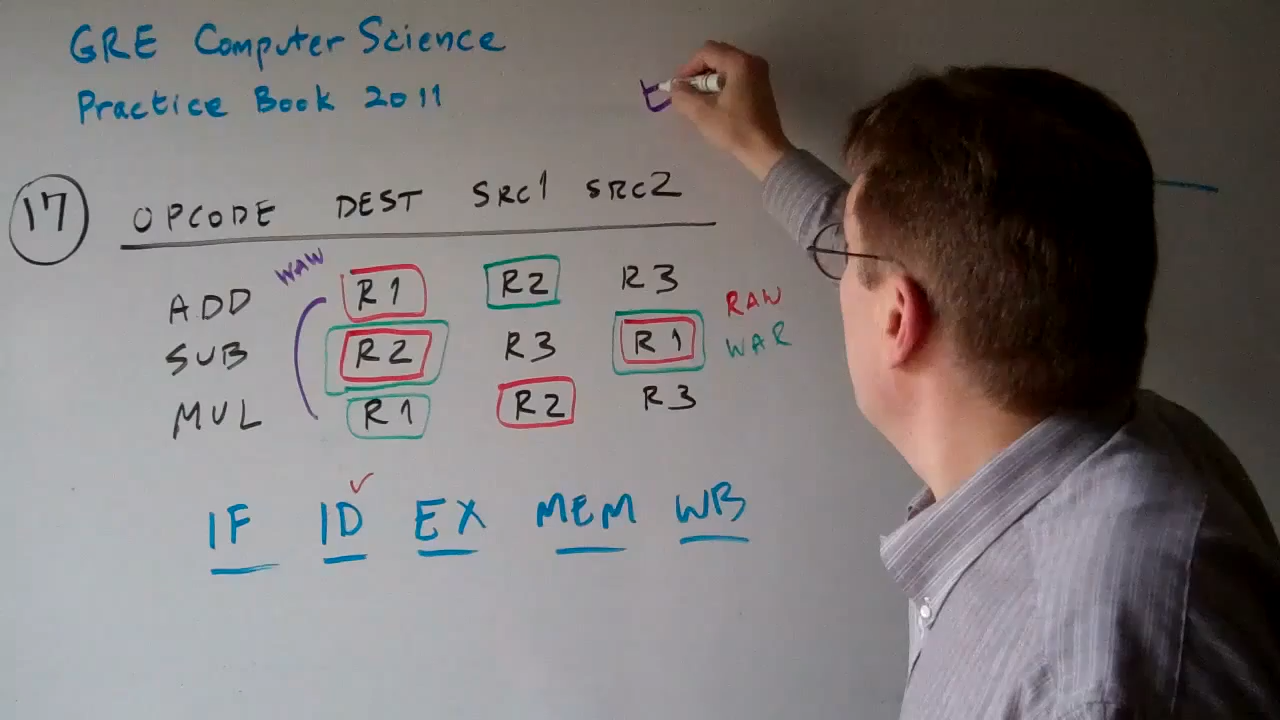 GRE Computer Science
Practice Book 2011
17 OPCODE DEST SRC1 SRC2
WAW
ADD R1 R2 R3
RAW
SUB R2 R3 R1
WAR
MUL R1 R2 R3
IF ID EX MEM WB